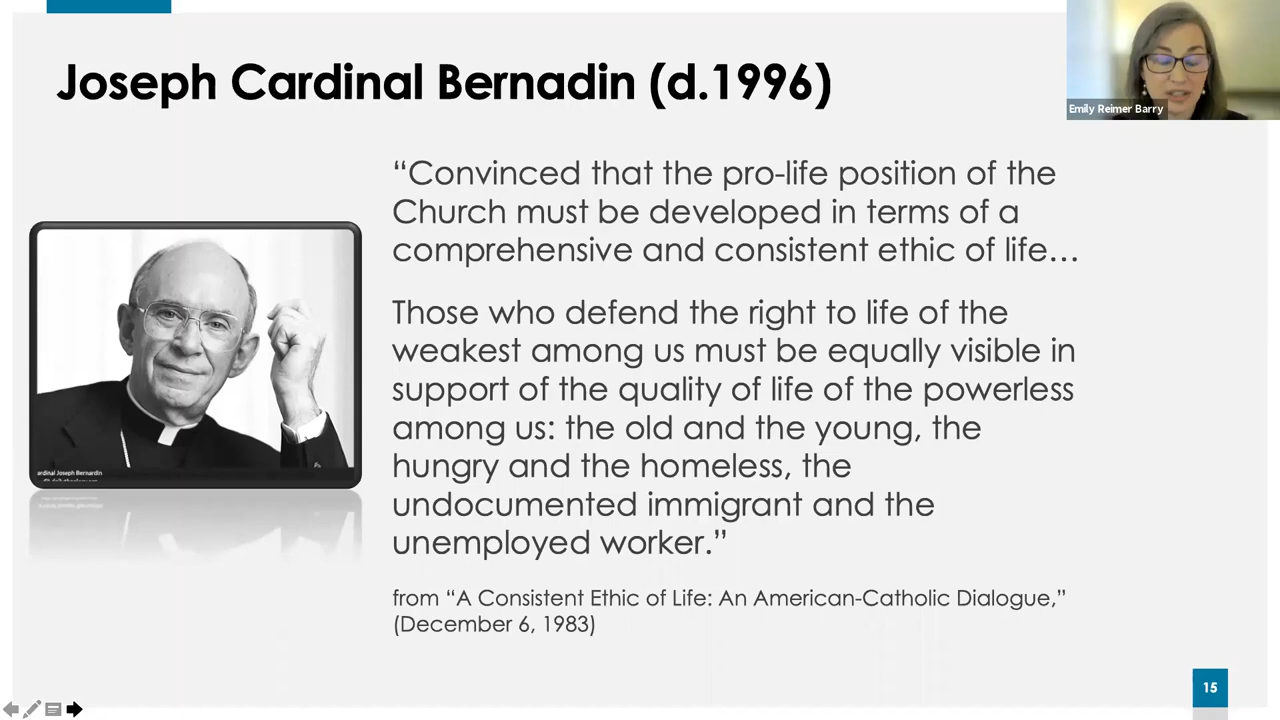 Joseph Cardinal Bernadin (d.1996)
Emily Reimer Barry
“Convinced that the pro-life position of the
Church must be developed in terms of a
comprehensive and consistent ethic of life…
Those who defend the right to life of the
weakest among us must be equally visible in
support of the quality of life of the powerless
among us: the old and the young, the
hungry and the homeless, the
undocumented immigrant and the
unemployed worker.”
ardinal Joseph Bernardin
from “A Consistent Ethic of Life: An American-Catholic Dialogue,”
(December 6, 1983)
15